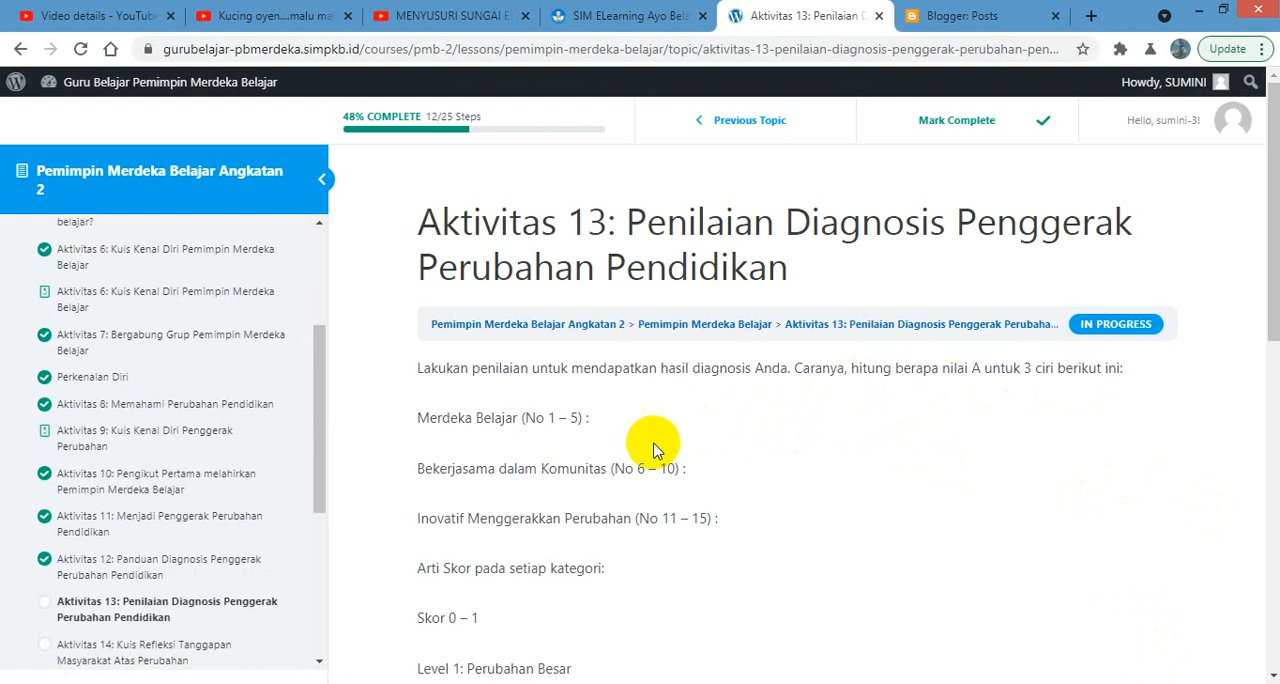 Video details - YouTub
Kucing oyen....malu ma
MENYUSURI SUNGAI E
SIM ELearning Ayo Bela
Aktivitas 13: Penilaian D
Blogger: Posts
gurubelajar-pbmerdeka.simpkb.id/courses/pmb-2/lessons/pemimpin-merdeka-belajar/topic/aktivitas-13-penilaian-diagnosis-penggerak-perubahan-pen...
Update
Guru Belajar Pemimpin Merdeka Belajar
Howdy, SUMINI
48% COMPLETE 12/25 Steps
Previous Topic
Mark Complete
Hello, sumini-3!
Pemimpin Merdeka Belajar Angkatan
2
belajar?
Aktivitas 6: Kuis Kenal Diri Pemimpin Merdeka
Belajar
Aktivitas 6: Kuis Kenal Diri Pemimpin Merdeka
Belajar
Aktivitas 7: Bergabung Grup Pemimpin Merdeka
Belajar
Perkenalan Diri
Aktivitas 8: Memahami Perubahan Pendidikan
Aktivitas 9: Kuis Kenal Diri Penggerak
Perubahan
Aktivitas 10: Pengikut Pertama melahirkan
Pemimpin Merdeka Belajar
Aktivitas 11: Menjadi Penggerak Perubahan
Pendidikan
Aktivitas 12: Panduan Diagnosis Penggerak
Perubahan Pendidikan
Aktivitas 13: Penilaian Diagnosis Penggerak
Perubahan Pendidikan
Aktivitas 14: Kuis Refleksi Tanggapan
Masyarakat Atas Perubahan
Aktivitas 13: Penilaian Diagnosis Penggerak
Perubahan Pendidikan
Pemimpin Merdeka Belajar Angkatan 2 > Pemimpin Merdeka Belajar > Aktivitas 13: Penilaian Diagnosis Penggerak Perubaha...
IN PROGRESS
Lakukan penilaian untuk mendapatkan hasil diagnosis Anda. Caranya, hitung berapa nilai A untuk 3 ciri berikut ini:
Merdeka Belajar (No 1 – 5) :
Bekerjasama dalam Komunitas (No 6 – 10) :
Inovatif Menggerakkan Perubahan (No 11 – 15) :
Arti Skor pada setiap kategori:
Skor 0 – 1
Level 1: Perubahan Besar